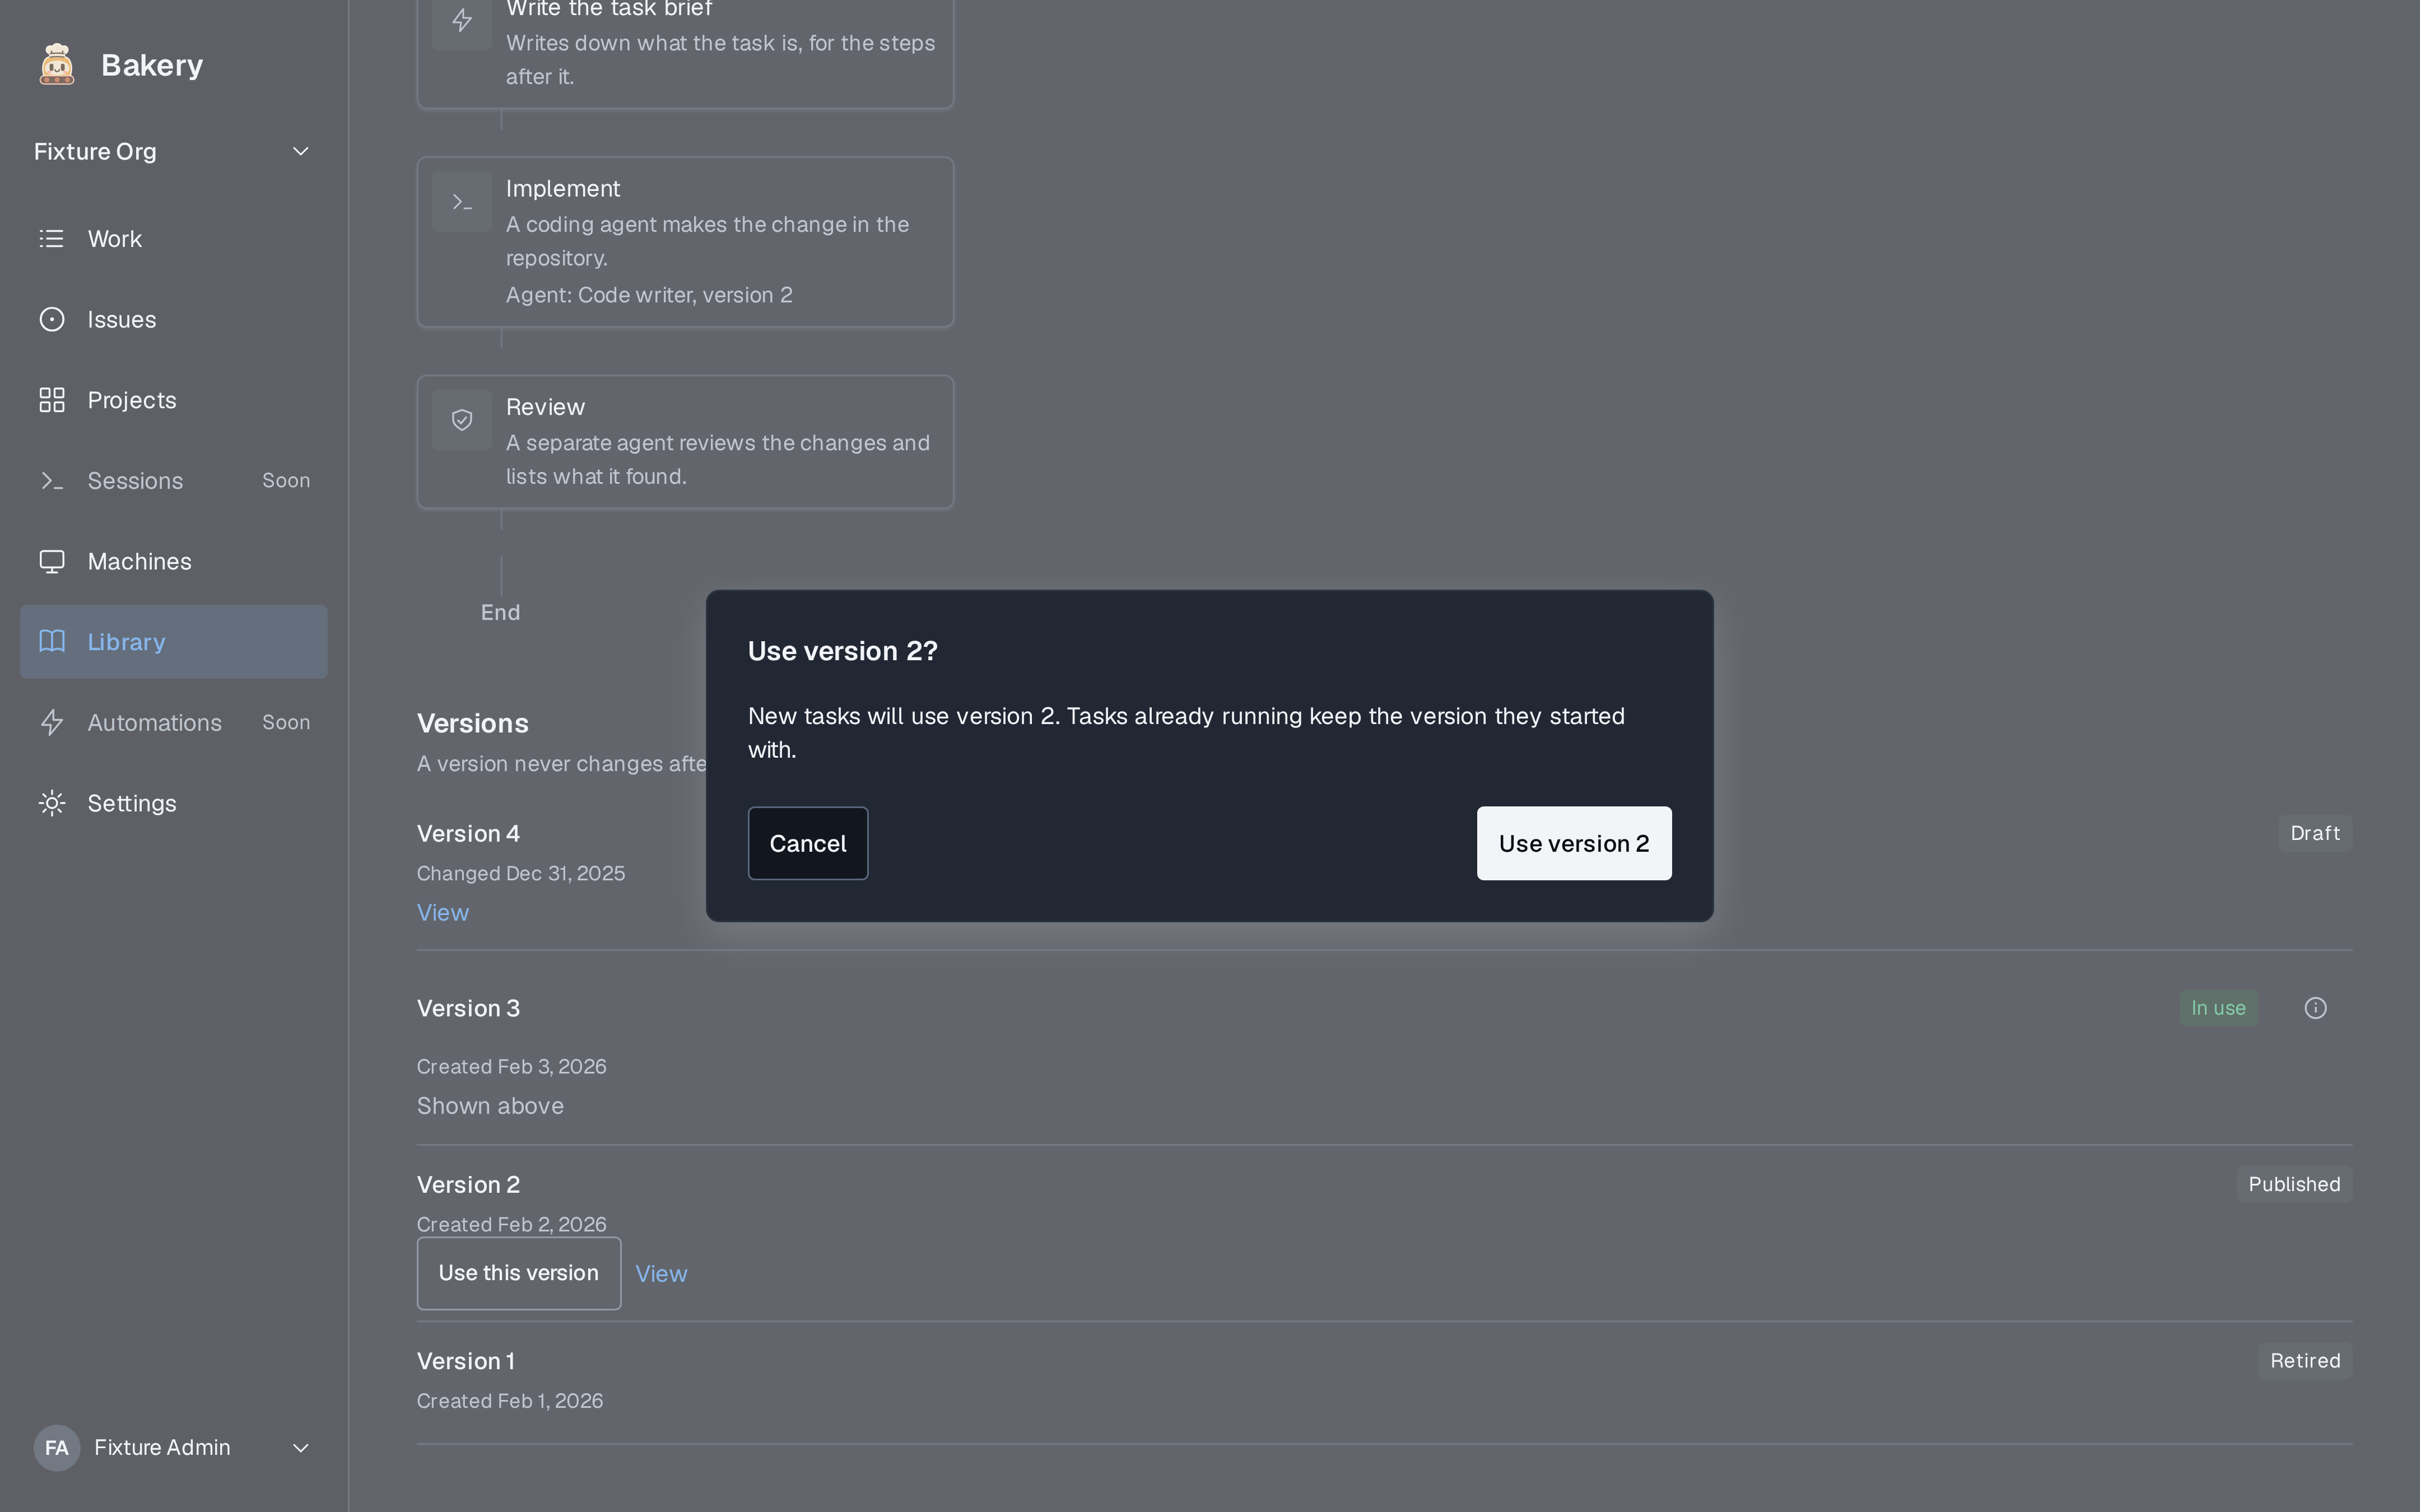 Bakery
Fixture Org
Work
Issues
Projects
Sessions Soon
Machines
Library
Automations Soon
Settings
FA Fixture Admin
Write the task brief
Writes down what the task is, for the steps
after it.
Implement
A coding agent makes the change in the
repository.
Agent: Code writer, version 2
Review
A separate agent reviews the changes and
lists what it found.
End
Versions
A version never changes afte
Version 4 Draft
Changed Dec 31, 2025
View
Version 3 In use
Created Feb 3, 2026
Shown above
Version 2 Published
Created Feb 2, 2026
Use this version View
Version 1 Retired
Created Feb 1, 2026
Use version 2?
New tasks will use version 2. Tasks already running keep the version they started
with.
Cancel Use version 2